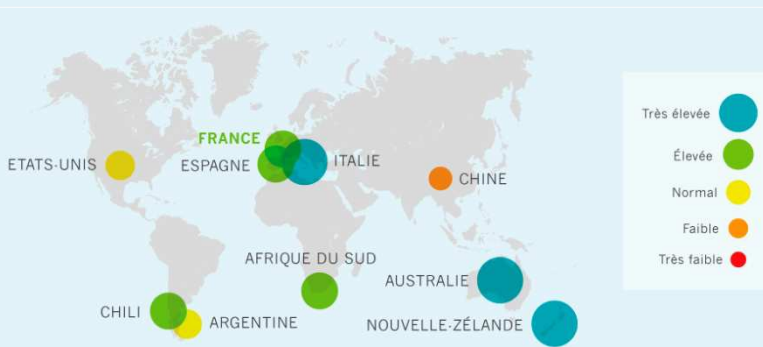 FRANCE
ETATS-UNIS
ESPAGNE
ITALIE
CHINE
AFRIQUE DU SUD
AUSTRALIE
CHILI
ARGENTINE
NOUVELLE-ZÉLANDE
Très élevée
Élevée
Normal
Faible
Très faible